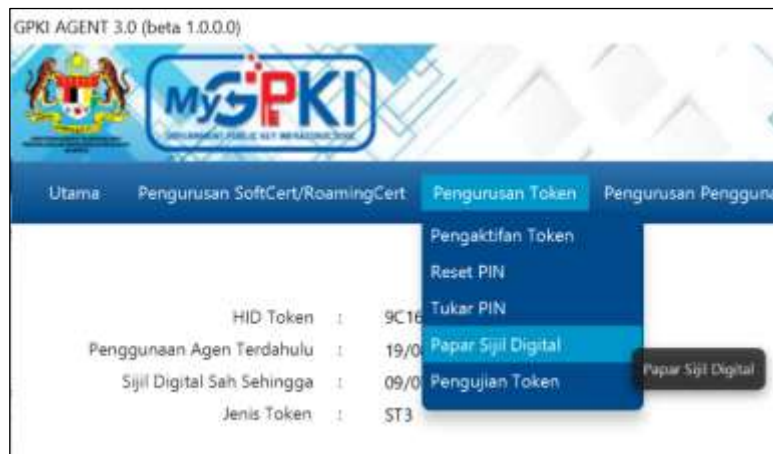 GPKI AGENT 3.0 (beta 1.0.0.0)
MyGPKI
Utama Pengurusan SoftCert/RoamingCert Pengurusan Token Pengurusan Pengguna
Pengaktifan Token
Reset PIN
HID Token : 9C16 Tukar PIN
Penggunaan Agen Terdahulu : 19/0 Papar Sijil Digital
Papar Sijil Digital
Sijil Digital Sah Sehingga : 09/0 Pengujian Token
Jenis Token : ST3